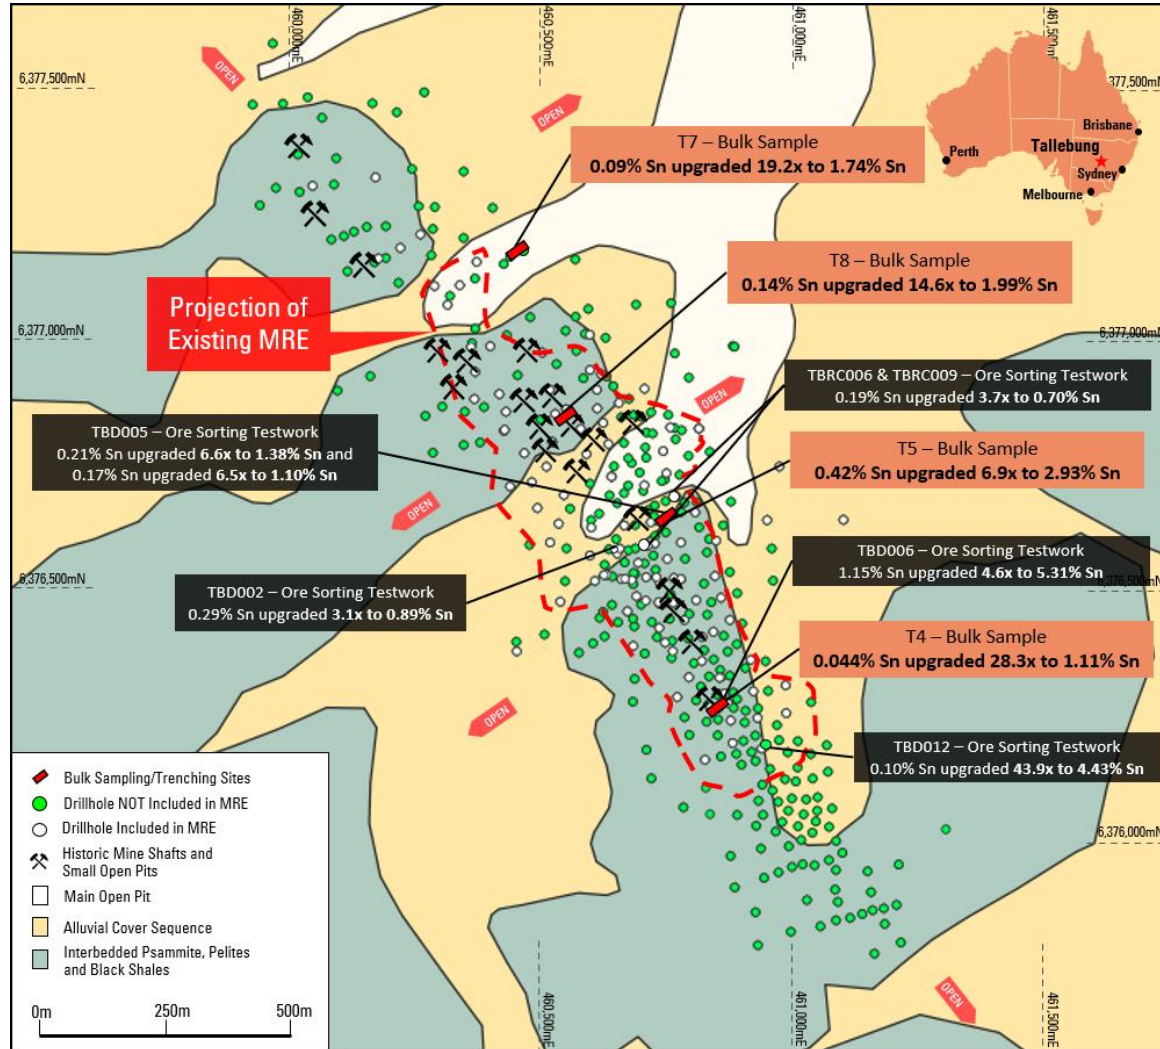 460,000mE
460,500mE
461,000mE
461,500mE
6,377,500mN
6,377,500mN
OPEN
OPEN
Brisbane
Perth
Tallebung
Sydney
Melbourne
T7 – Bulk Sample
0.09% Sn upgraded 19.2x to 1.74% Sn
T8 – Bulk Sample
0.14% Sn upgraded 14.6x to 1.99% Sn
Projection of
Existing MRE
6,377,000mN
6,377,000mN
TBRC006 & TBRC009 – Ore Sorting Testwork
0.19% Sn upgraded 3.7x to 0.70% Sn
OPEN
TBD005 – Ore Sorting Testwork
0.21% Sn upgraded 6.6x to 1.38% Sn and
0.17% Sn upgraded 6.5x to 1.10% Sn
T5 – Bulk Sample
0.42% Sn upgraded 6.9x to 2.93% Sn
OPEN
TBD006 – Ore Sorting Testwork
1.15% Sn upgraded 4.6x to 5.31% Sn
6,376,500mN
6,376,500mN
TBD002 – Ore Sorting Testwork
0.29% Sn upgraded 3.1x to 0.89% Sn
T4 – Bulk Sample
0.044% Sn upgraded 28.3x to 1.11% Sn
OPEN
TBD012 – Ore Sorting Testwork
0.10% Sn upgraded 43.9x to 4.43% Sn
Bulk Sampling/Trenching Sites
Drillhole NOT Included in MRE
Drillhole Included in MRE
Historic Mine Shafts and
Small Open Pits
Main Open Pit
Alluvial Cover Sequence
Interbedded Psammite, Pelites
and Black Shales
0m
250m
500m
6,376,000mN
460,500mE
461,000mE
461,500mE
OPEN